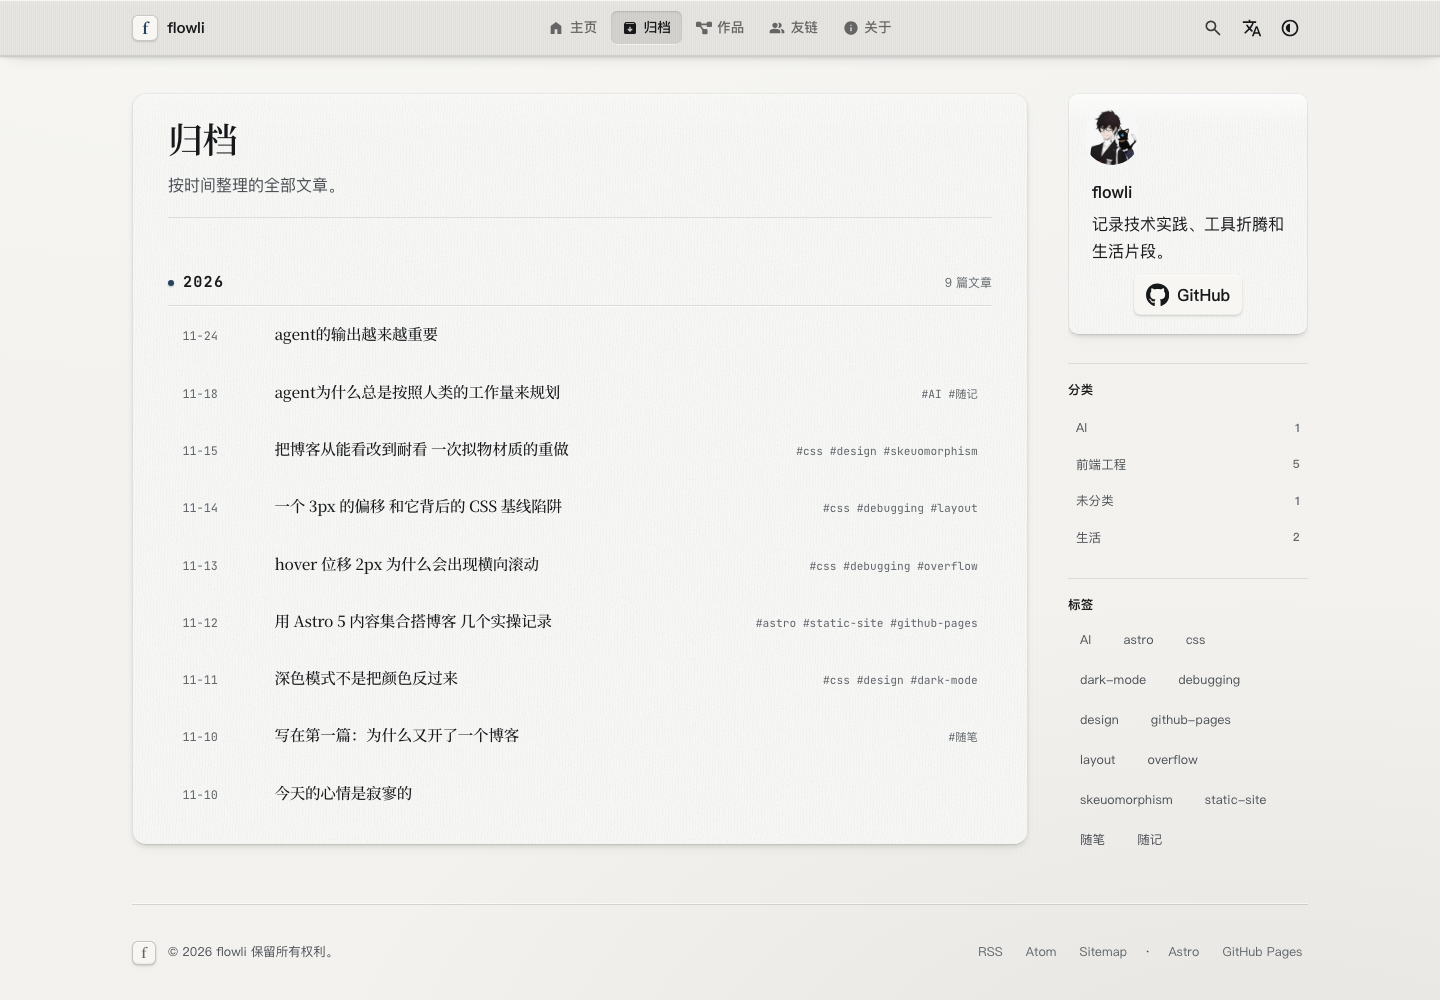 f flowli
主页 归档 作品 友链 关于
归档
按时间整理的全部文章。
2026 9 篇文章
11-24 agent的输出越来越重要
11-18 agent为什么总是按照人类的工作量来规划 #AI #随记
11-15 把博客从能看改到耐看 一次拟物材质的重做 #css #design #skeuomorphism
11-14 一个 3px 的偏移 和它背后的 CSS 基线陷阱 #css #debugging #layout
11-13 hover 位移 2px 为什么会出现横向滚动 #css #debugging #overflow
11-12 用 Astro 5 内容集合搭博客 几个实操记录 #astro #static-site #github-pages
11-11 深色模式不是把颜色反过来 #css #design #dark-mode
11-10 写在第一篇：为什么又开了一个博客 #随笔
11-10 今天的心情是寂寥的
flowli
记录技术实践、工具折腾和
生活片段。
GitHub
分类
AI 1
前端工程 5
未分类 1
生活 2
标签
AI astro css
dark-mode debugging
design github-pages
layout overflow
skeuomorphism static-site
随笔 随记
f © 2026 flowli 保留所有权利。
RSS Atom Sitemap · Astro GitHub Pages